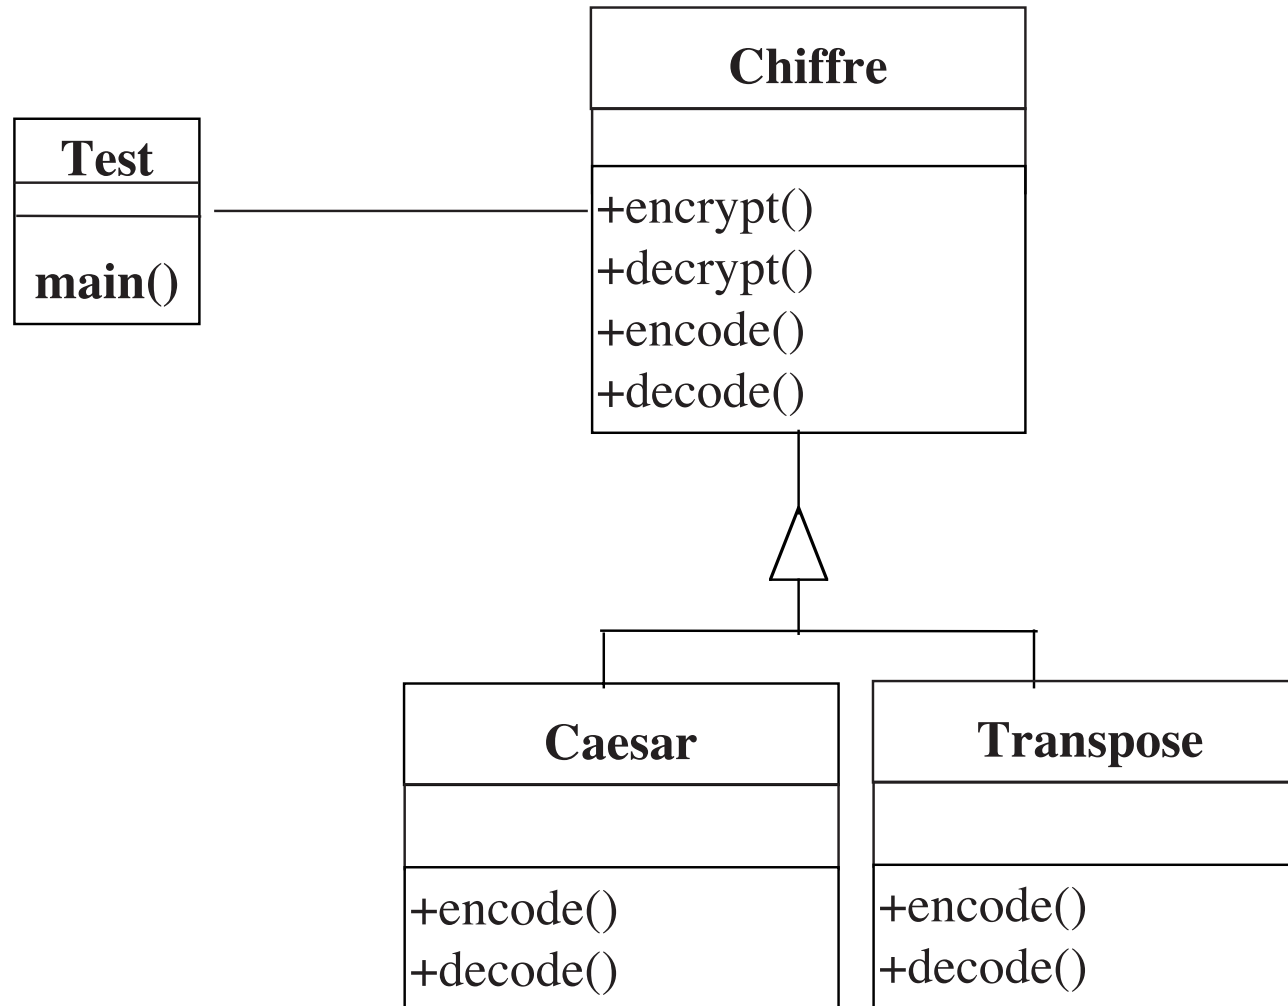 Chiffre
+encrypt()
+decrypt()
+encode()
+decode()
Test
main()
Caesar
+encode()
+decode()
Transpose
+encode()
+decode()